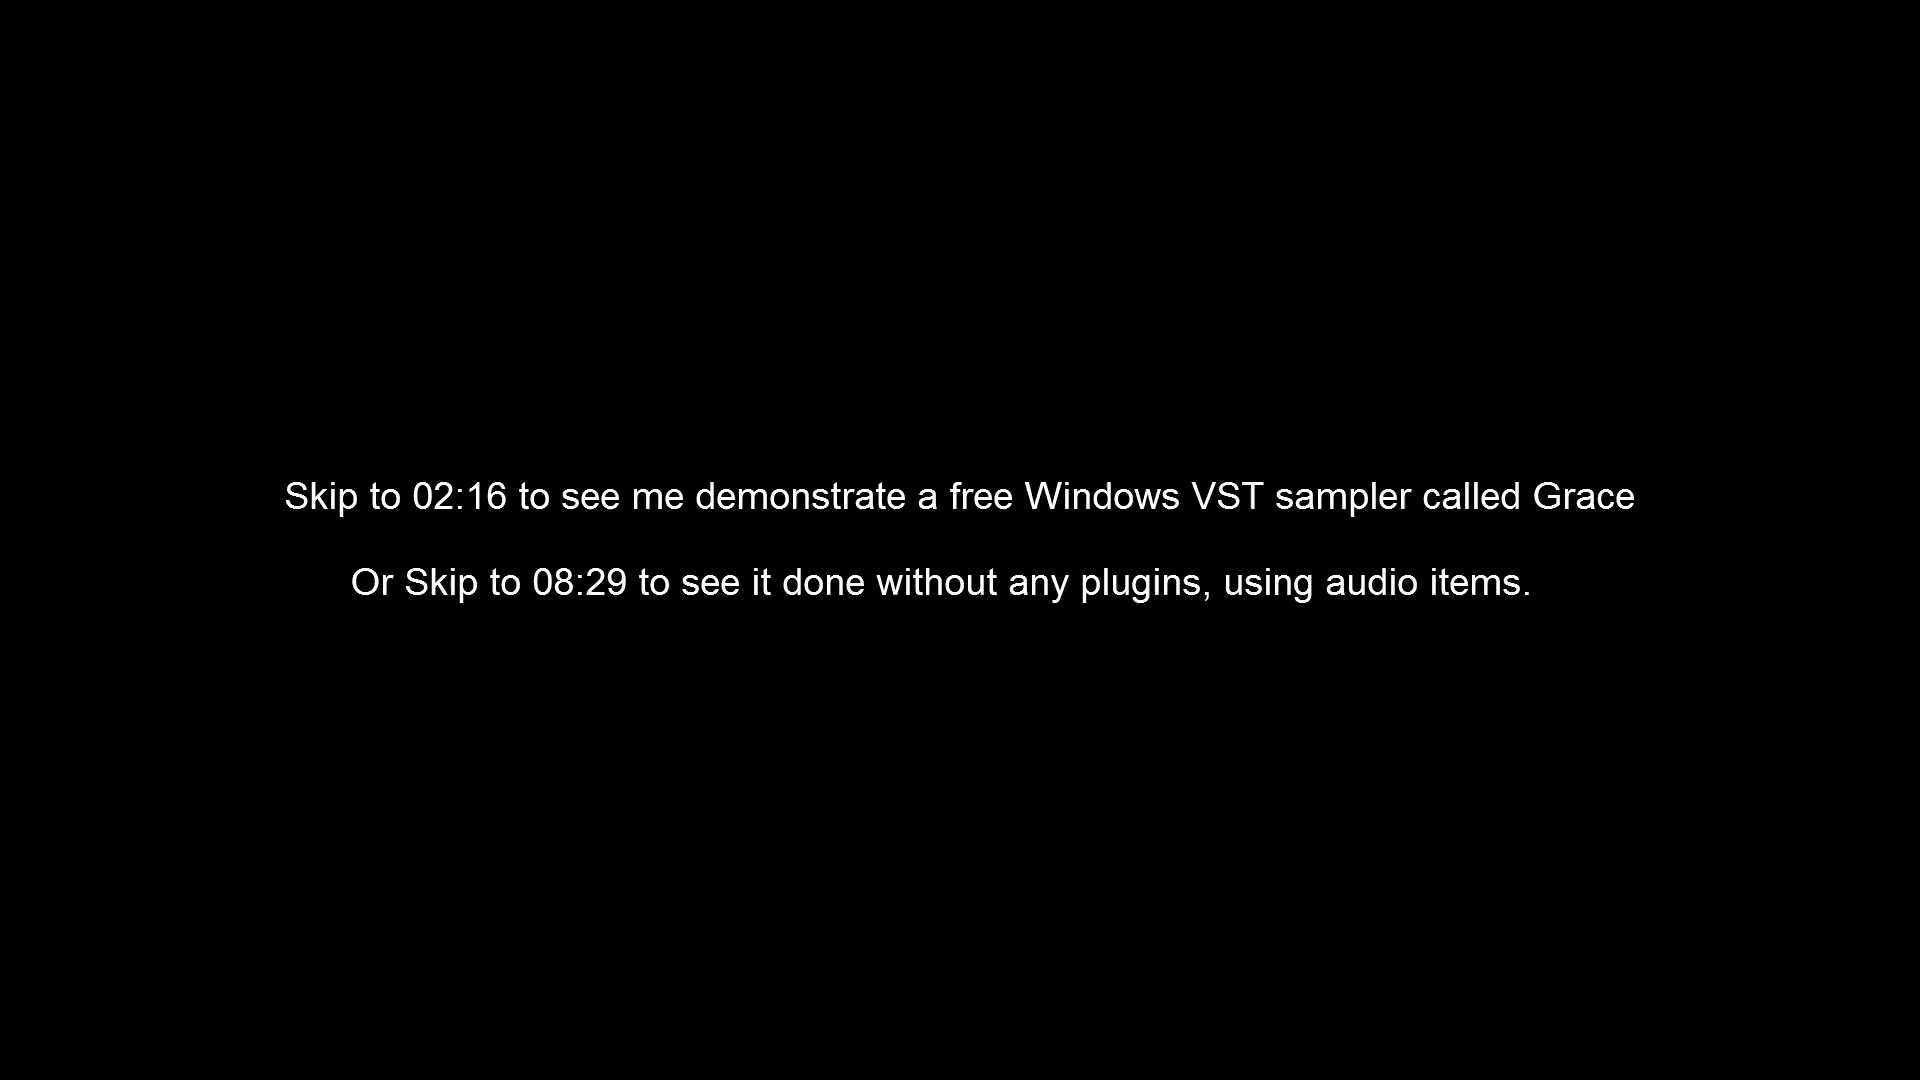 Skip to 02:16 to see me demonstrate a free Windows VST sampler called Grace
Or Skip to 08:29 to see it done without any plugins, using audio items.